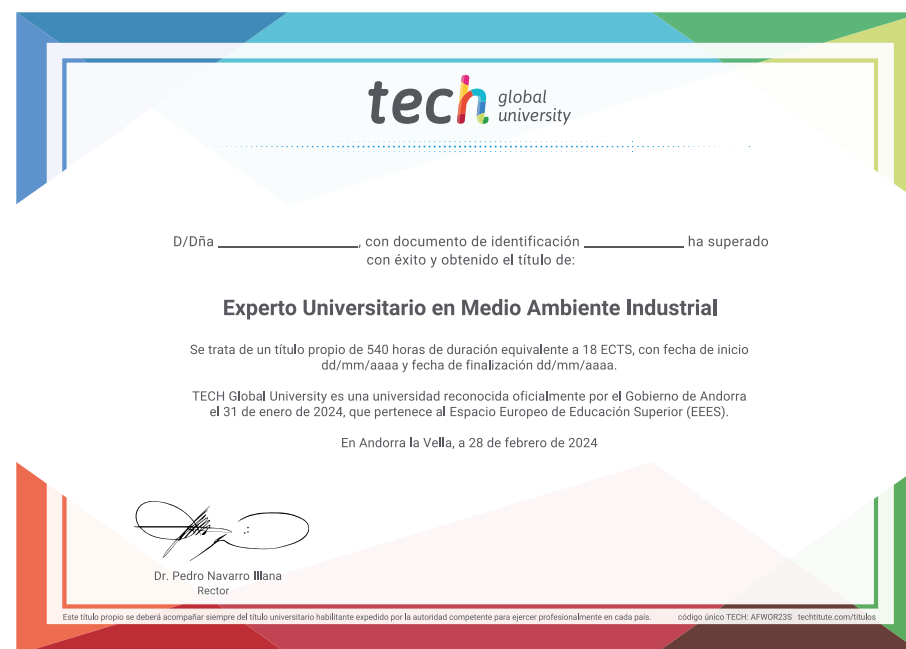 tech global
university
D/Dña ______________, con documento de identificación __________ ha superado
con éxito y obtenido el título de:
Experto Universitario en Medio Ambiente Industrial
Se trata de un título propio de 540 horas de duración equivalente a 18 ECTS, con fecha de inicio
dd/mm/aaaa y fecha de finalización dd/mm/aaaa.
TECH Global University es una universidad reconocida oficialmente por el Gobierno de Andorra
el 31 de enero de 2024, que pertenece al Espacio Europeo de Educación Superior (EEES).
En Andorra la Vella, a 28 de febrero de 2024
Dr. Pedro Navarro Illana
Rector
Este título propio se deberá acompañar siempre del título universitario habilitante expedido por la autoridad competente para ejercer profesionalmente en cada país. código único TECH: AFWOR23S techtitute.com/titulos